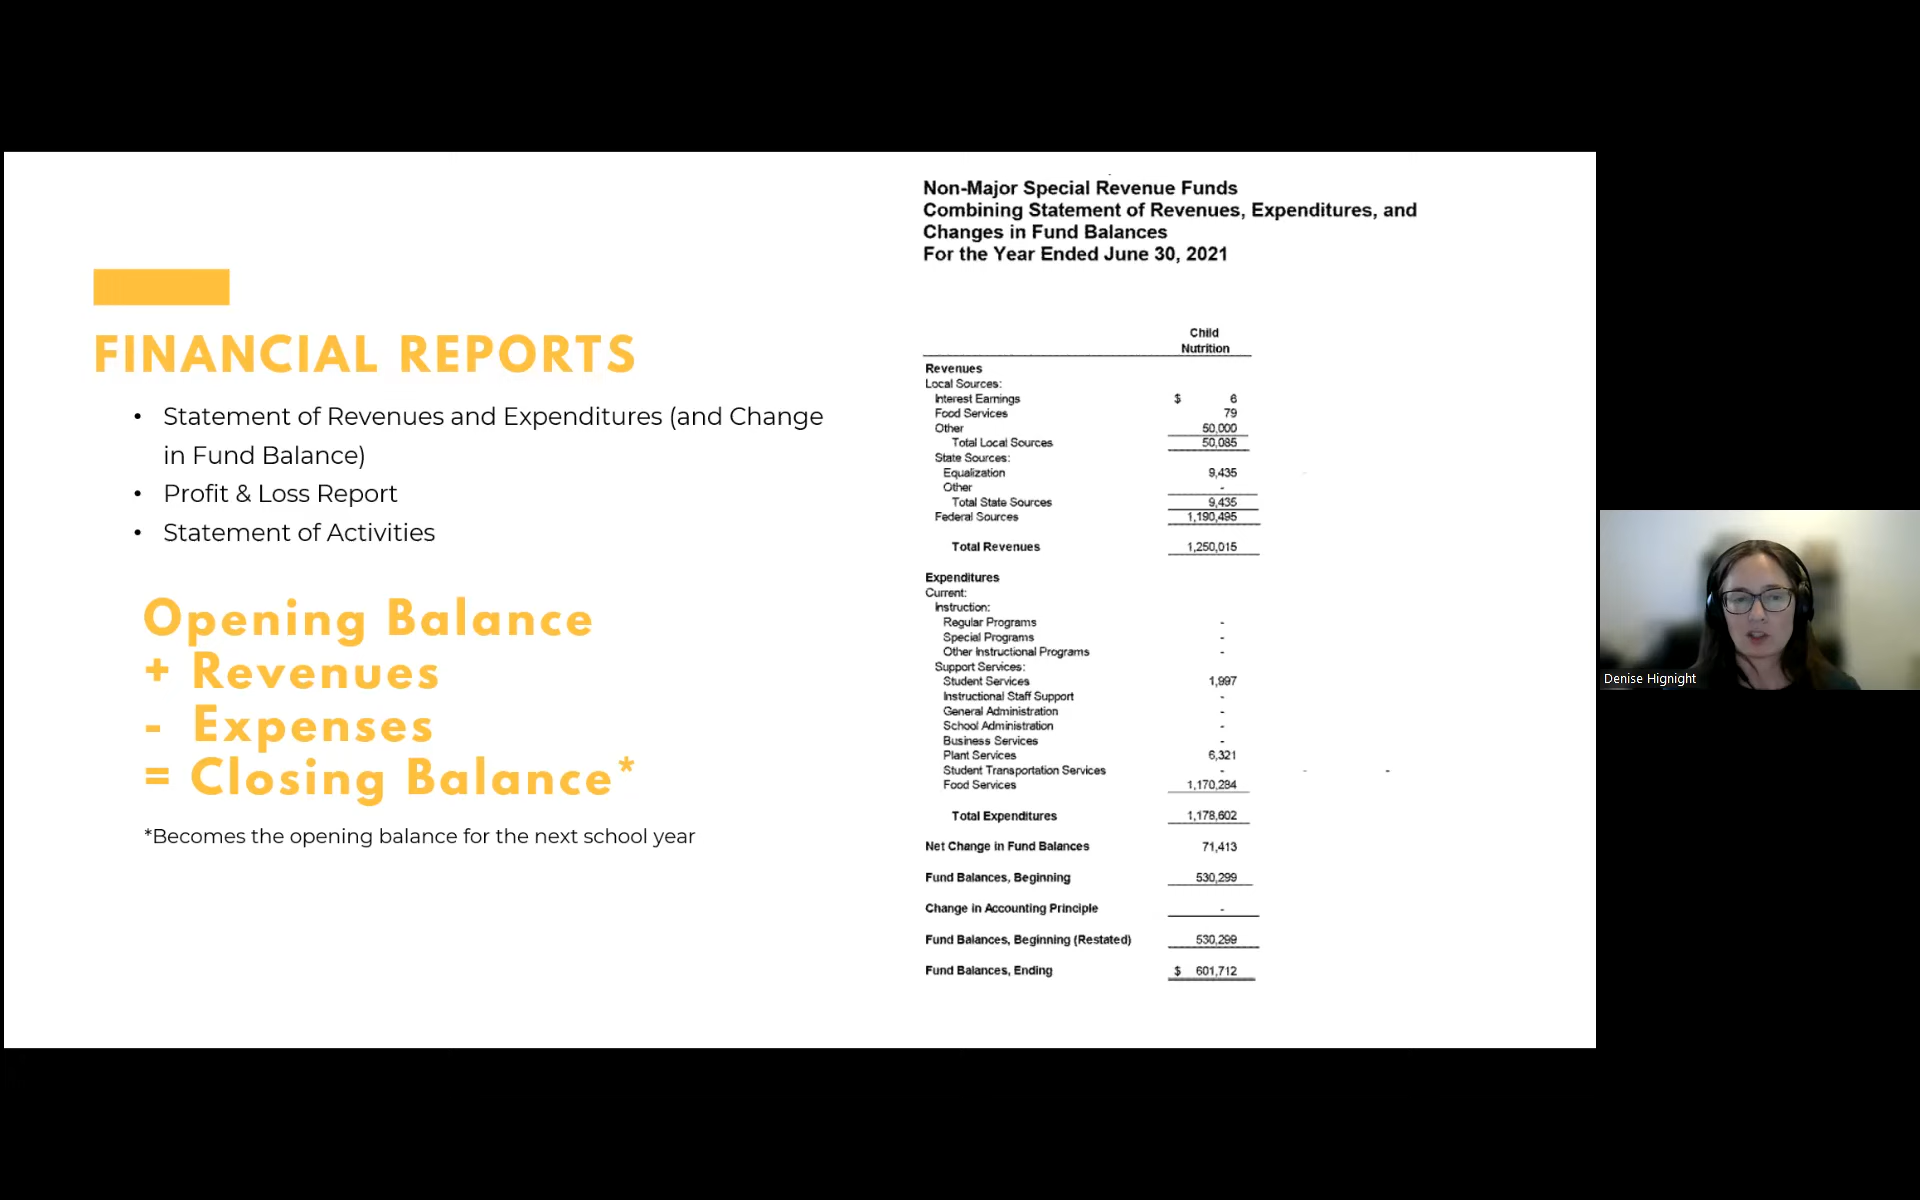 FINANCIAL REPORTS
• Statement of Revenues and Expenditures (and Change
in Fund Balance)
• Profit & Loss Report
• Statement of Activities
Opening Balance
+ Revenues
- Expenses
= Closing Balance*
*Becomes the opening balance for the next school year
Non-Major Special Revenue Funds
Combining Statement of Revenues, Expenditures, and
Changes in Fund Balances
For the Year Ended June 30, 2021
Child
Nutrition
Revenues
Local Sources:
Interest Earnings $ 6
Food Services 79
Other 50,000
Total Local Sources 50,085
State Sources:
Equalization 9,435
Other -
Total State Sources 9,435
Federal Sources 1,190,495
Total Revenues 1,250,015
Expenditures
Current:
Instruction:
Regular Programs -
Special Programs -
Other Instructional Programs -
Support Services:
Student Services 1,997
Instructional Staff Support -
General Administration -
School Administration -
Business Services -
Plant Services 6,321
Student Transportation Services - - -
Food Services 1,170,284
Total Expenditures 1,178,602
Net Change in Fund Balances 71,413
Fund Balances, Beginning 530,299
Change in Accounting Principle -
Fund Balances, Beginning (Restated) 530,299
Fund Balances, Ending $ 601,712
Denise Hignight